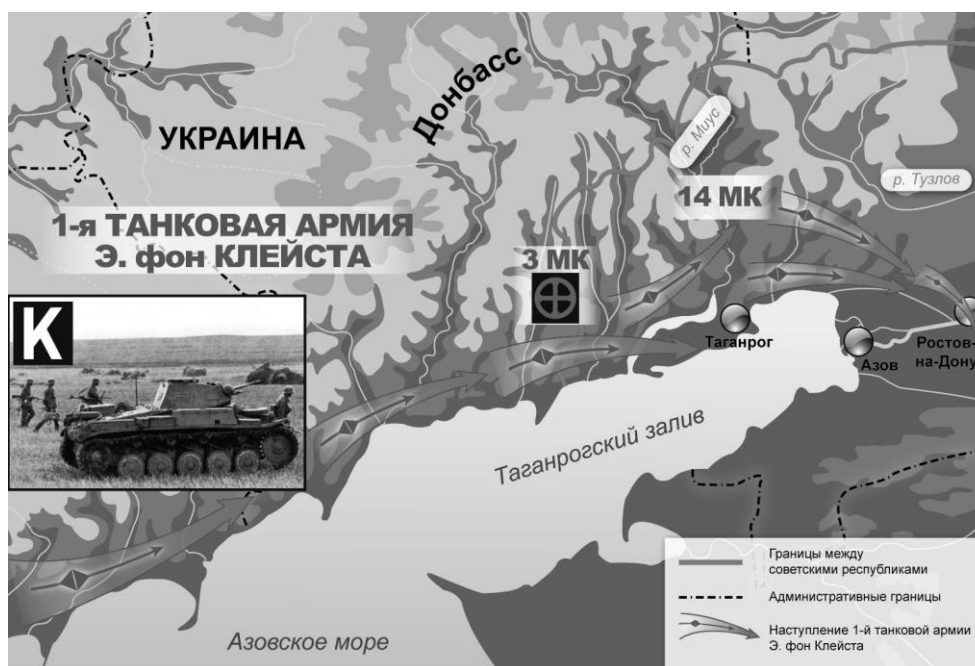 Донбасс
УКРАИНА
р. Миус
р. Тузлов
14 МК
1-я ТАНКОВАЯ АРМИЯ
Э. фон КЛЕЙСТА
3 МК
К
Таганрог
Азов
Ростов-
на-Дону
Таганрогский залив
Азовское море
Границы между
советскими республиками
Административные границы
Наступление 1-й танковой армии
Э. фон Клейста